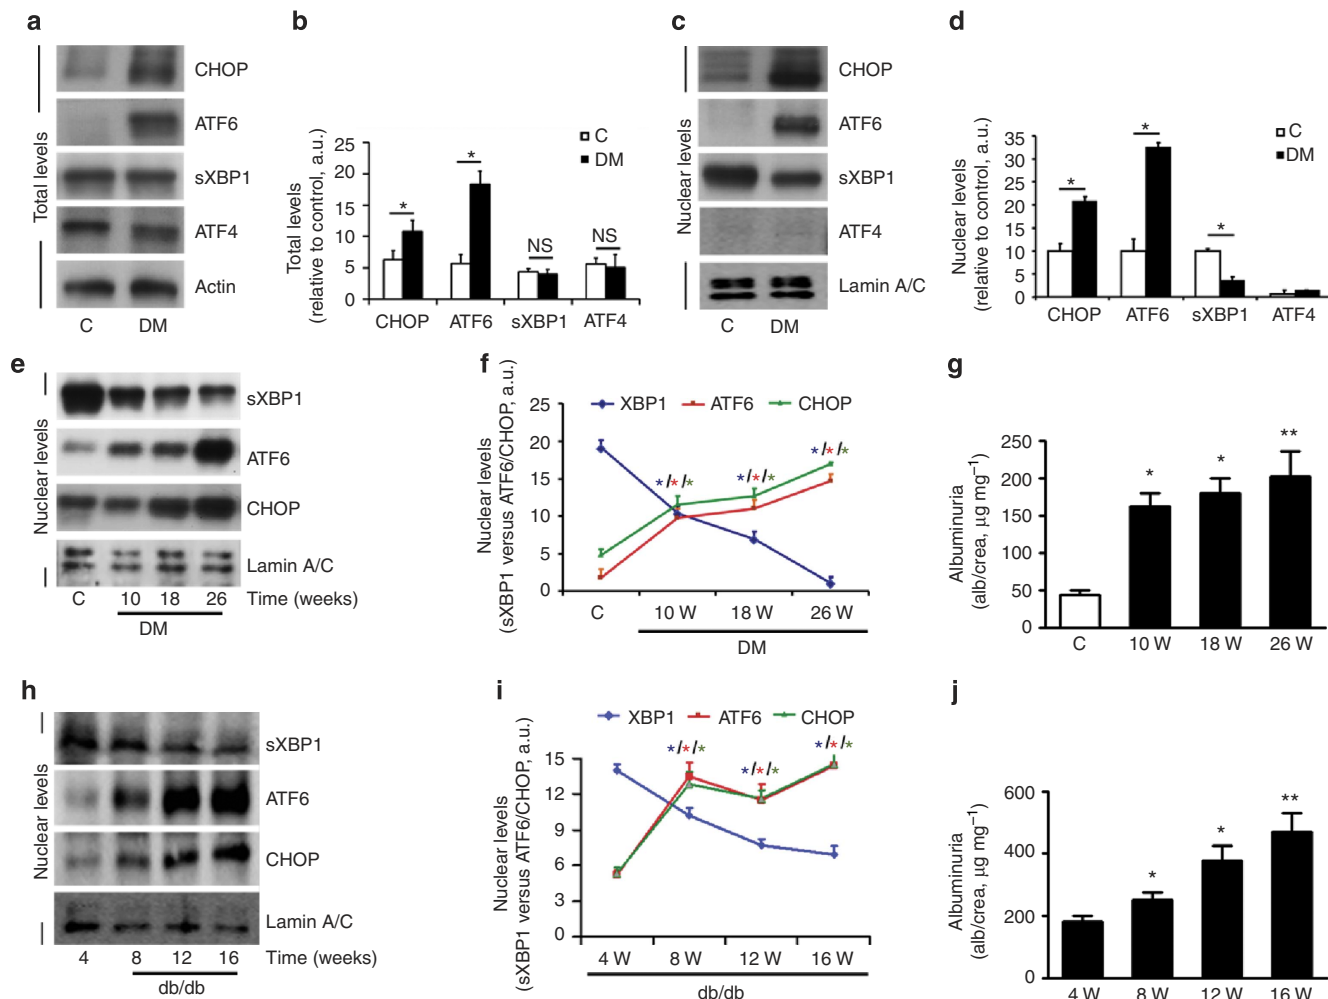 a
CHOP
ATF6
sXBP1
ATF4
Actin
Total levels
C DM
b
25
20
15
10
5
0
Total levels
(relative to control, a.u.)
C
DM
*
*
NS
NS
CHOP ATF6 sXBP1 ATF4
c
CHOP
ATF6
sXBP1
ATF4
Lamin A/C
Nuclear levels
C DM
d
35
30
25
20
15
10
5
0
Nuclear levels
(relative to control, a.u.)
C
DM
*
*
*
CHOP ATF6 sXBP1 ATF4
e
sXBP1
ATF6
CHOP
Lamin A/C
Nuclear levels
C 10 18 26 Time (weeks)
DM
f
XBP1 ATF6 CHOP
25
20
15
10
5
0
Nuclear levels
(sXBP1 versus ATF6/CHOP, a.u.)
*/*/*
*/*/*
*/*/*
C 10 W 18 W 26 W
DM
g
250
200
150
100
50
0
Albuminuria
(alb/crea, μg mg⁻¹)
*
*
**
C 10 W 18 W 26 W
h
sXBP1
ATF6
CHOP
Lamin A/C
Nuclear levels
4 8 12 16 Time (weeks)
db/db
i
XBP1 ATF6 CHOP
15
12
9
6
3
0
Nuclear levels
(sXBP1 versus ATF6/CHOP, a.u.)
*/*/*
*/*/*
*/*/*
4 W 8 W 12 W 16 W
db/db
j
600
400
200
0
Albuminuria
(alb/crea, μg mg⁻¹)
*
*
**
4 W 8 W 12 W 16 W